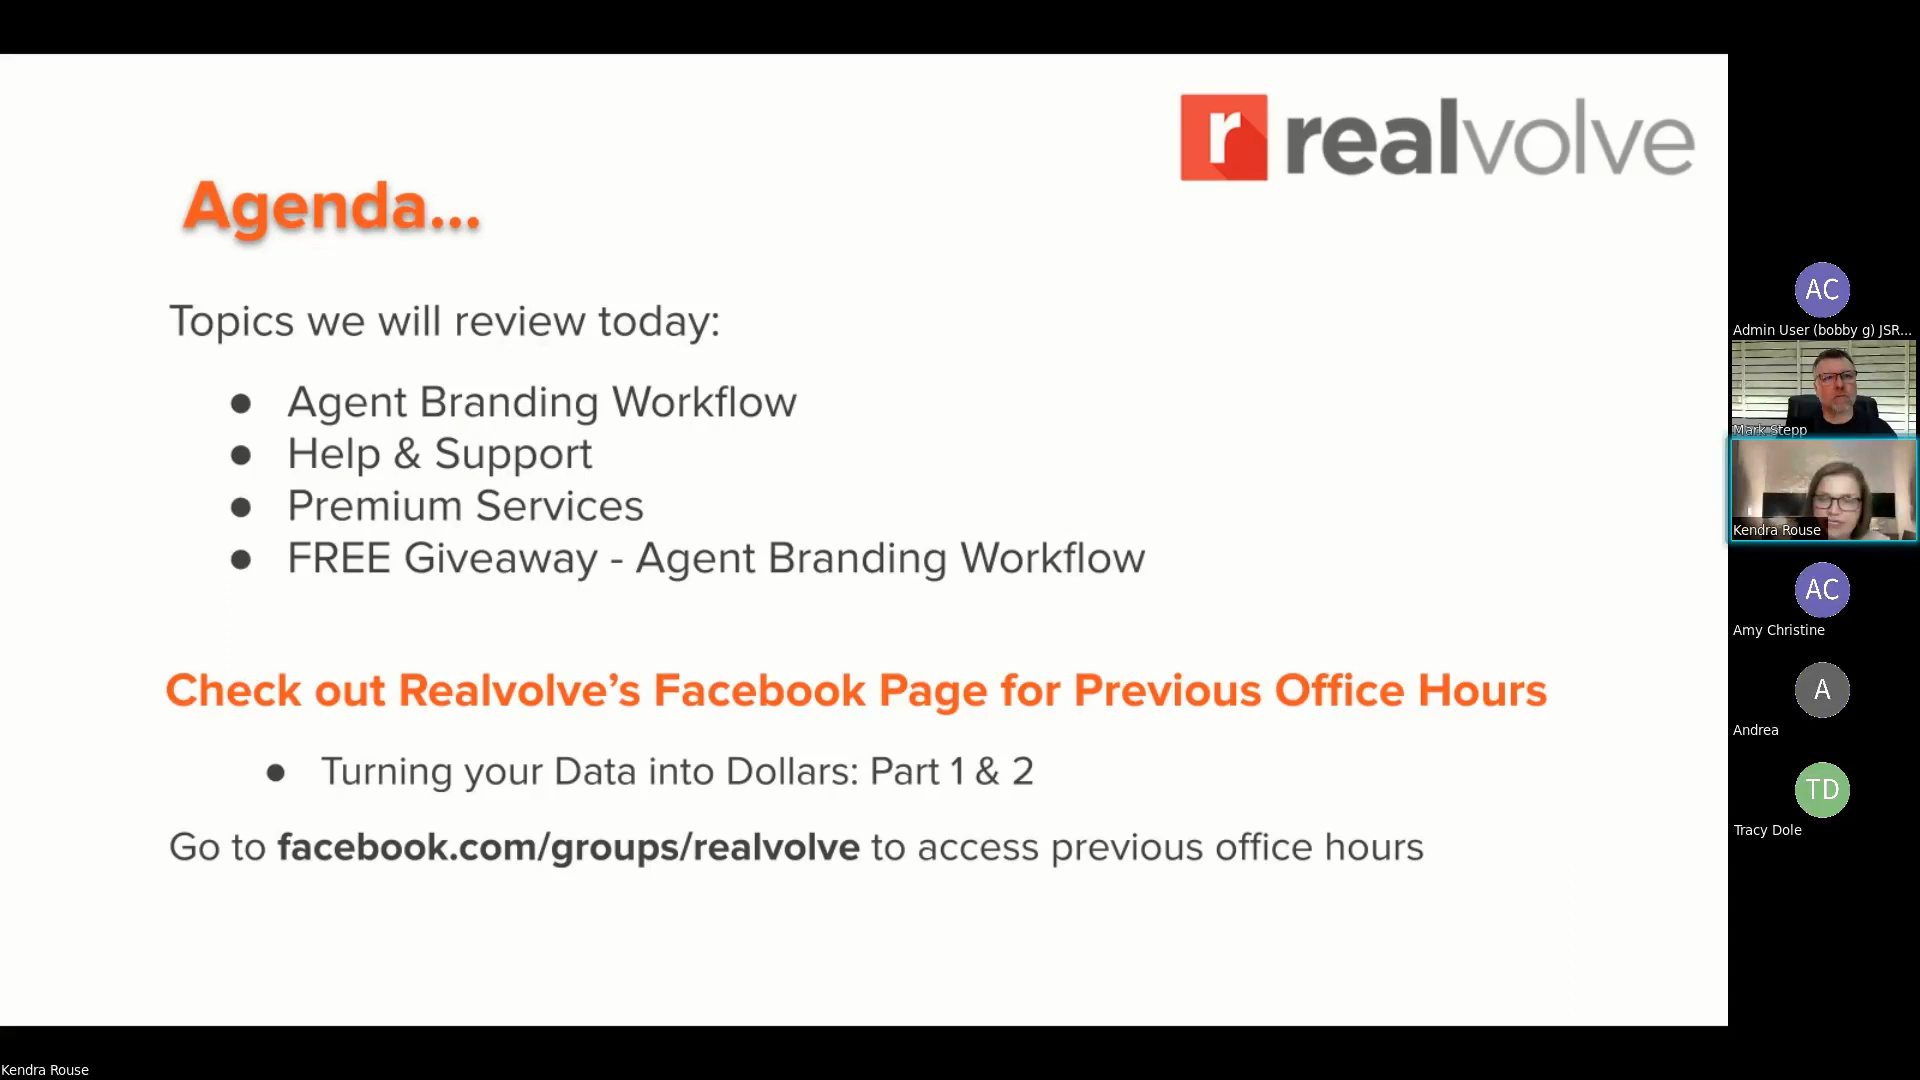 r realvolve
Agenda...
Topics we will review today:
● Agent Branding Workflow
● Help & Support
● Premium Services
● FREE Giveaway - Agent Branding Workflow
Check out Realvolve’s Facebook Page for Previous Office Hours
● Turning your Data into Dollars: Part 1 & 2
Go to facebook.com/groups/realvolve to access previous office hours
AC
Admin User (bobby g) JSR...
Mark Stepp
Kendra Rouse
AC
Amy Christine
A
Andrea
TD
Tracy Dole
Kendra Rouse